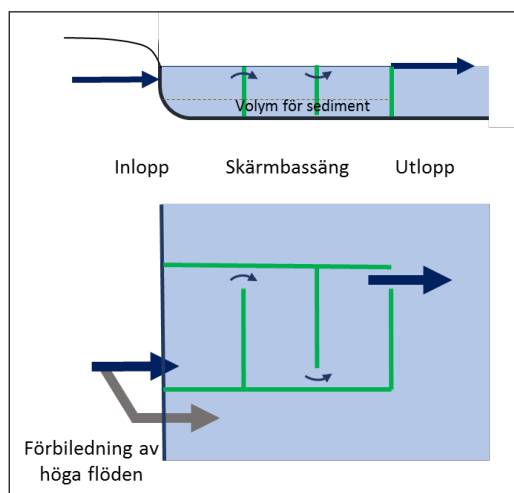 Volym för sediment
Inlopp
Skärmbassäng
Utlopp
Förbiledning av
höga flöden